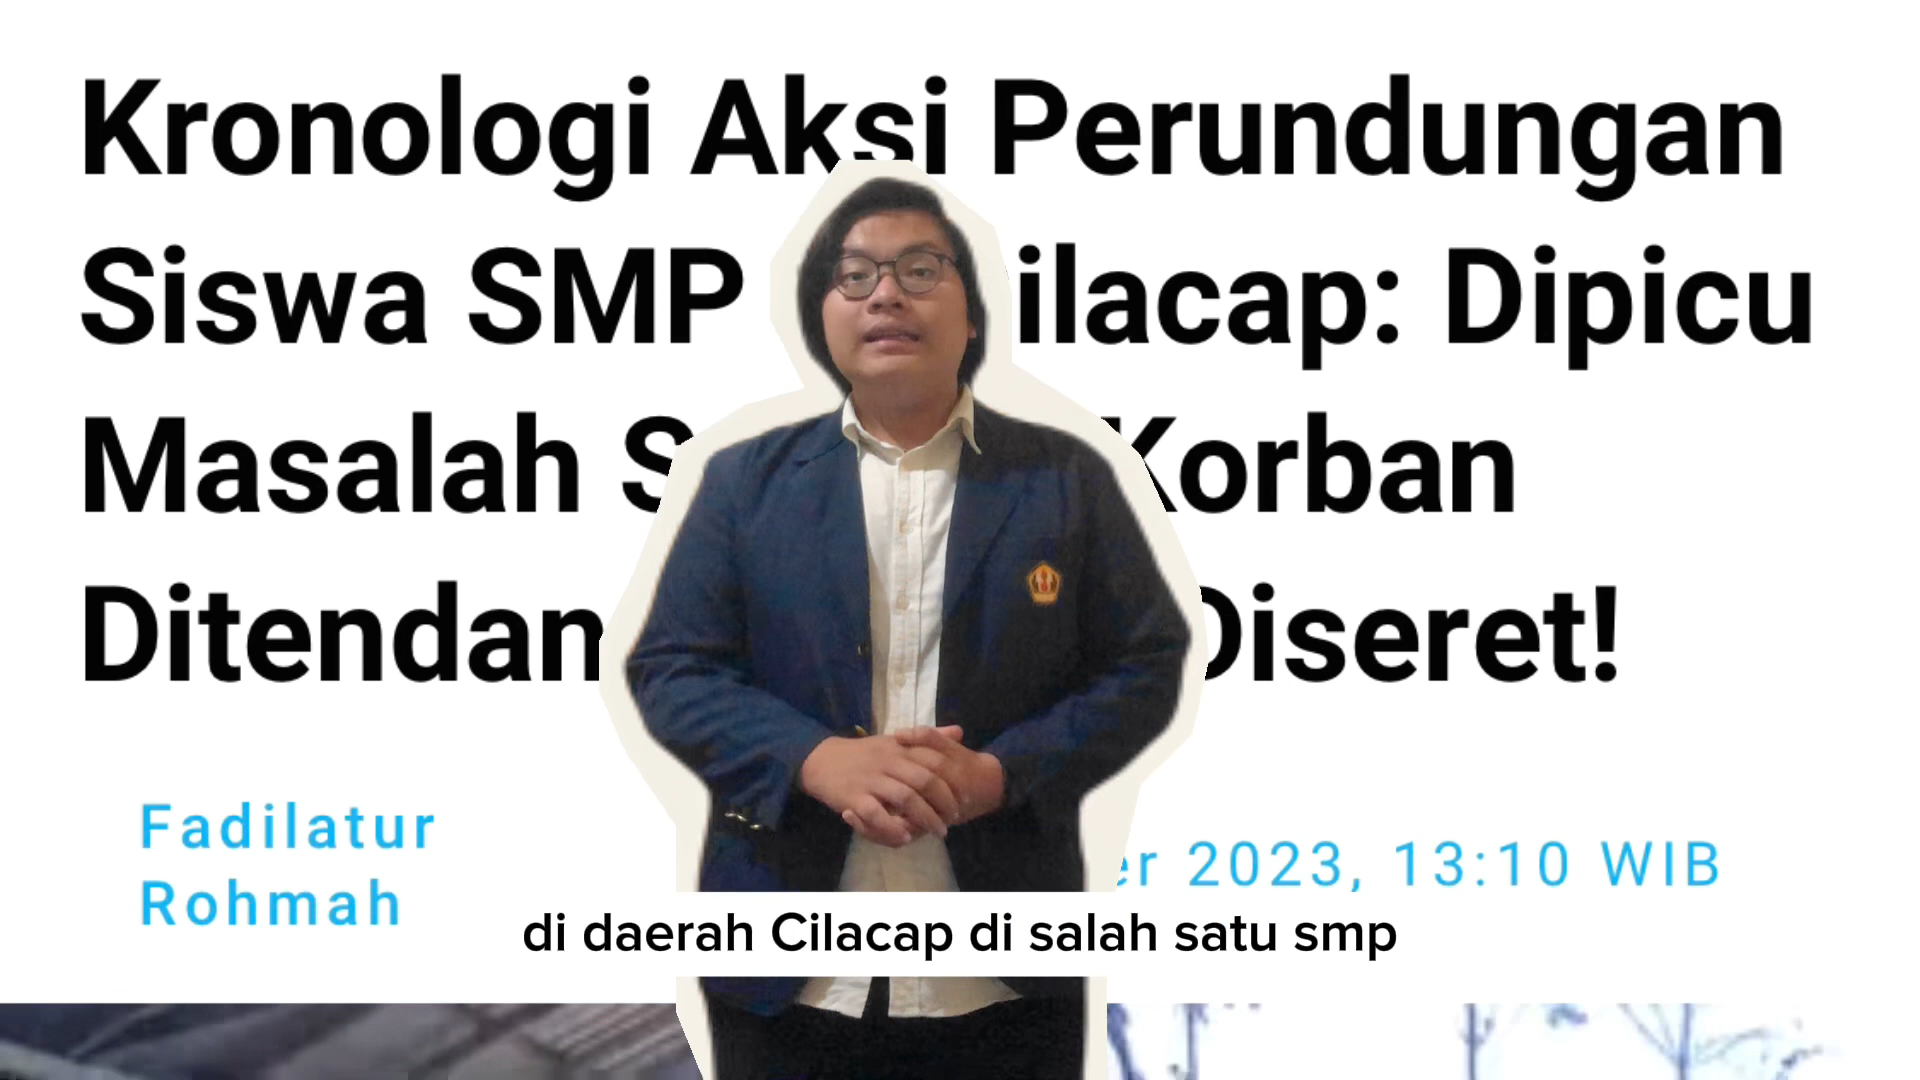 Kronologi Aksi Perundungan
Siswa SMP ilacap: Dipicu
Masalah S Korban
Ditendan Diseret!
Fadilatur
Rohmah
er 2023, 13:10 WIB
di daerah Cilacap di salah satu smp